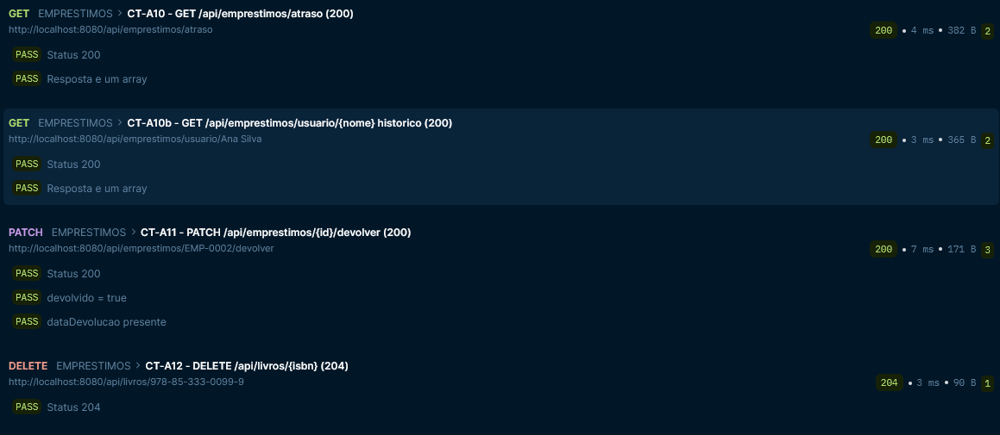 GET EMPRESTIMOS > CT-A10 - GET /api/emprestimos/atraso (200)
http://localhost:8080/api/emprestimos/atraso 200 • 4 ms • 382 B 2
PASS Status 200
PASS Resposta e um array
GET EMPRESTIMOS > CT-A10b - GET /api/emprestimos/usuario/{nome} historico (200)
http://localhost:8080/api/emprestimos/usuario/Ana Silva 200 • 3 ms • 365 B 2
PASS Status 200
PASS Resposta e um array
PATCH EMPRESTIMOS > CT-A11 - PATCH /api/emprestimos/{id}/devolver (200)
http://localhost:8080/api/emprestimos/EMP-0002/devolver 200 • 7 ms • 171 B 3
PASS Status 200
PASS devolvido = true
PASS dataDevolucao presente
DELETE EMPRESTIMOS > CT-A12 - DELETE /api/livros/{isbn} (204)
http://localhost:8080/api/livros/978-85-333-0099-9 204 • 3 ms • 90 B 1
PASS Status 204